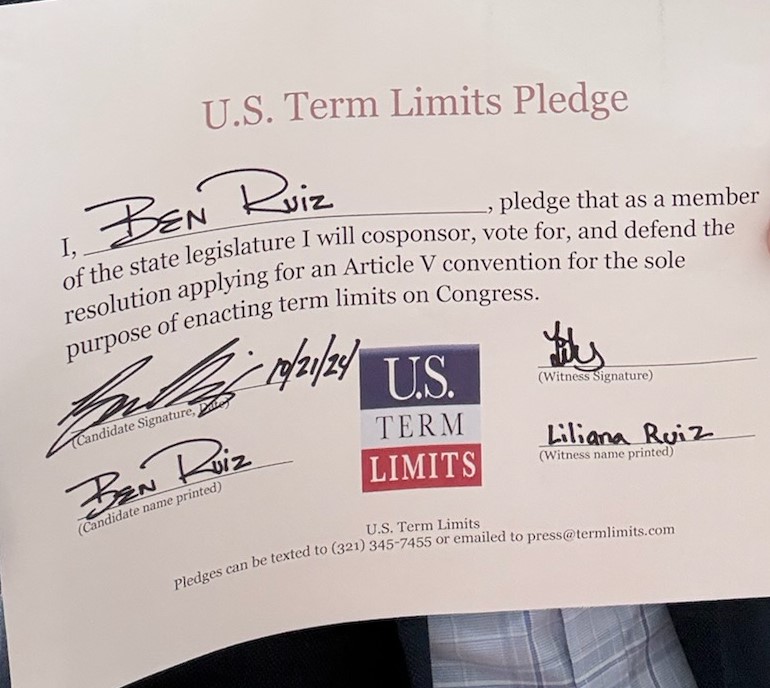 U.S. Term Limits Pledge
I, BEN Ruiz, pledge that as a member
of the state legislature I will cosponsor, vote for, and defend the
resolution applying for an Article V convention for the sole
purpose of enacting term limits on Congress.
10/21/24
(Candidate Signature, Date)
BEN Ruiz
(Candidate name printed)
U.S.
TERM
LIMITS
Lily
(Witness Signature)
Liliana Ruiz
(Witness name printed)
U.S. Term Limits
Pledges can be texted to (321) 345-7455 or emailed to press@termlimits.com